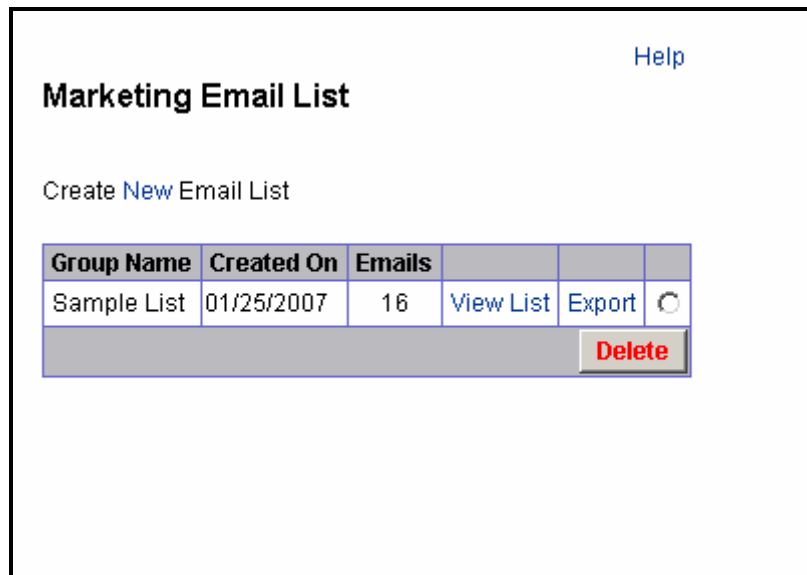 Help
Marketing Email List
Create New Email List
Group Name Created On Emails
Sample List 01/25/2007 16 View List Export
Delete